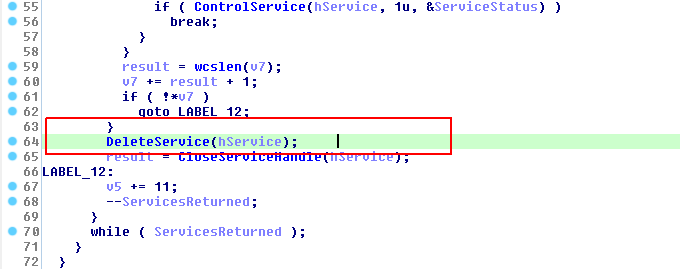 55 if ( ControlService(hService, 1u, &ServiceStatus) )
56 break;
57 }
58 }
59 result = wcslen(v7);
60 v7 += result + 1;
61 if ( !*v7 )
62 goto LABEL_12;
63 }
64 DeleteService(hService);
65 result = CloseServiceHandle(hService);
66 LABEL_12:
67 v5 += 11;
68 --ServicesReturned;
69 }
70 while ( ServicesReturned );
71 }
72 }